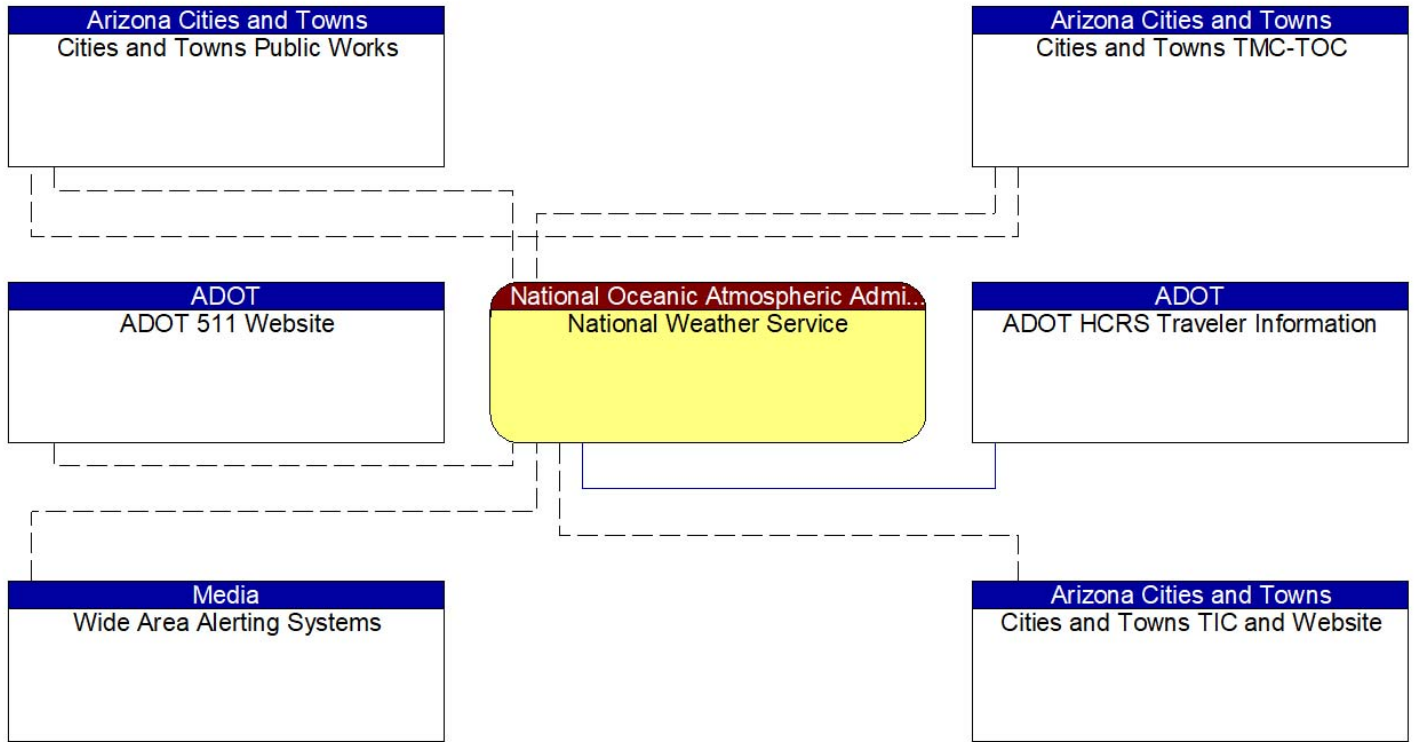 Arizona Cities and Towns
Cities and Towns Public Works
Arizona Cities and Towns
Cities and Towns TMC-TOC
ADOT
ADOT 511 Website
National Oceanic Atmospheric Admi...
National Weather Service
ADOT
ADOT HCRS Traveler Information
Media
Wide Area Alerting Systems
Arizona Cities and Towns
Cities and Towns TIC and Website